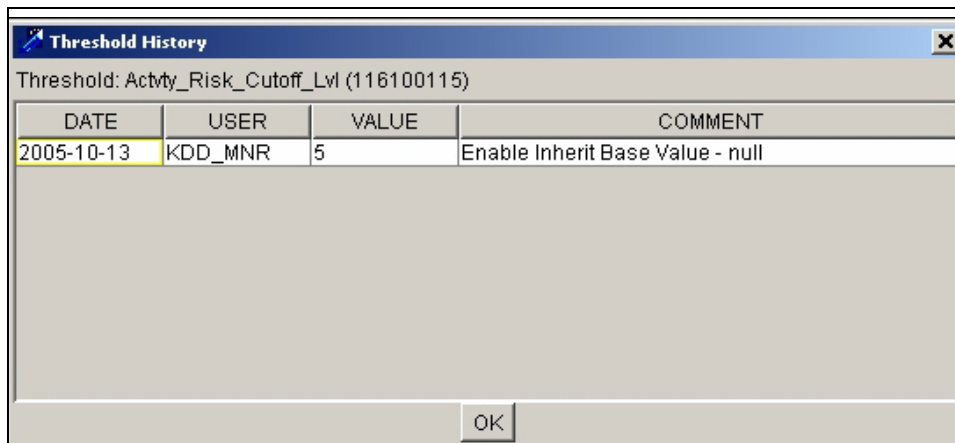 Threshold History
Threshold: Actvty_Risk_Cutoff_Lvl (116100115)
DATE USER VALUE COMMENT
2005-10-13 KDD_MNR 5 Enable Inherit Base Value - null
OK